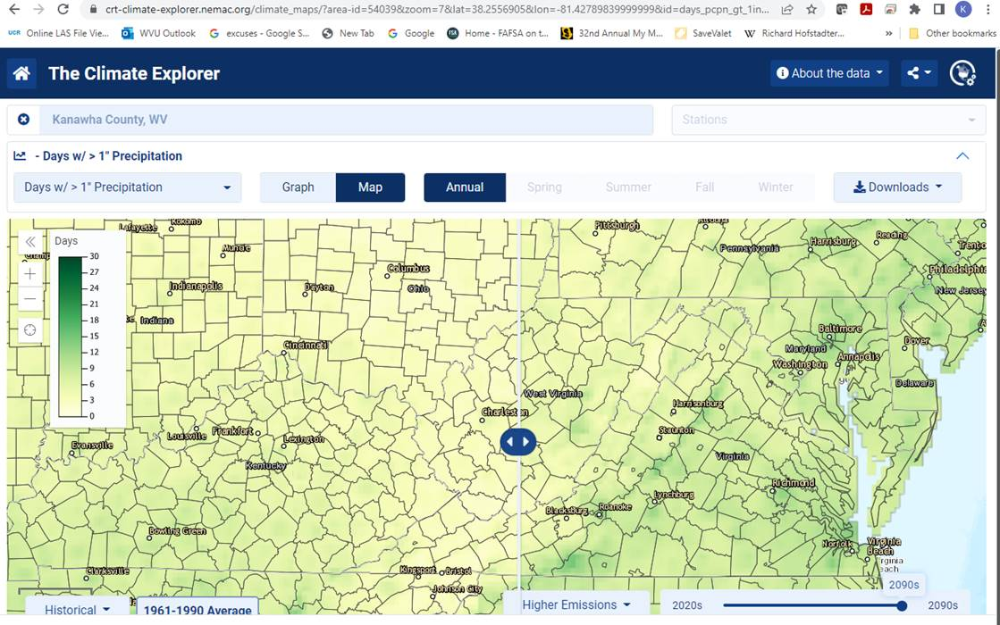 crt-climate-explorer.nemac.org/climate_maps/?area-id=54039&zoom=7&lat=38.2556905&lon=-81.42789839999999&id=days_pcpn_gt_1in...
UCR Online LAS File Vie... WVU Outlook excuses - Google S... New Tab Google Home - FAFSA on t... 32nd Annual My M... SaveValet Richard Hofstadter... » Other bookmarks
K
The Climate Explorer
About the data
Kanawha County, WV
Stations
- Days w/ > 1" Precipitation
Days w/ > 1" Precipitation Graph Map Annual Spring Summer Fall Winter Downloads
Days
30
27
24
21
18
15
12
9
6
3
0
Lafayette Kokomo
Muncie
Indianapolis
Indiana
Columbus
Dayton
Ohio
Cincinnati
Pittsburgh
Pennsylvania
Harrisburg
Reading
Trento
Philadelphia
New Jersey
Baltimore
Maryland
Annapolis
Washington
Dover
Delaware
West Virginia
Charleston
Harrisonburg
Staunton
Virginia
Richmond
Lynchburg
Blacksburg
Roanoke
Norfolk
Virginia
Beach
Evansville
Louisville
Frankfort
Lexington
Kentucky
Bowling Green
Clarksville
Kingsport
Bristol
Johnson City
Historical 1961-1990 Average
Higher Emissions 2020s 2090s 2090s